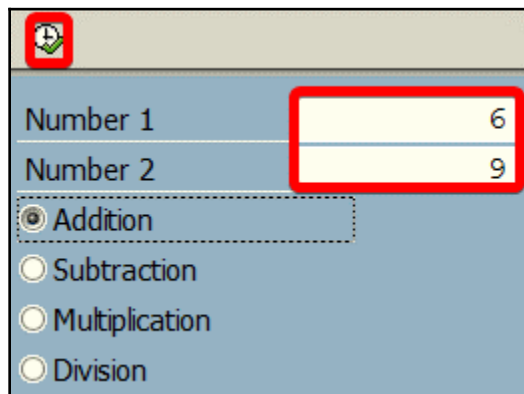 Number 1 6
Number 2 9
Addition
Subtraction
Multiplication
Division